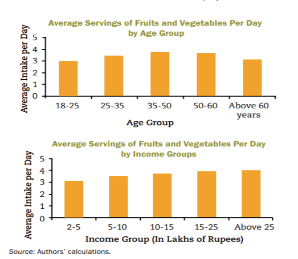 Average Servings of Fruits and Vegetables Per Day
by Age Group
Average Intake per Day
5
4
3
2
1
0
18-25 25-35 35-50 50-60 Above 60
years
Age Group
Average Servings of Fruits and Vegetables Per Day
by Income Groups
Average Intake per Day
5
4
3
2
1
0
2-5 5-10 10-15 15-25 Above 25
Income Group (In Lakhs of Rupees)
Source: Authors' calculations.